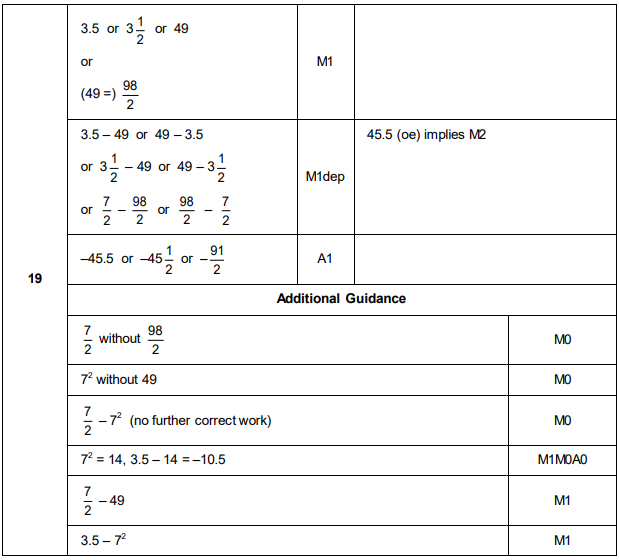 3.5 or 3 1/2 or 49
or
(49 =) 98/2
M1
3.5 – 49 or 49 – 3.5
or 3 1/2 – 49 or 49 – 3 1/2
or 7/2 – 98/2 or 98/2 – 7/2
M1dep
45.5 (oe) implies M2
–45.5 or –45 1/2 or – 91/2
A1
19
Additional Guidance
7/2 without 98/2
M0
7² without 49
M0
7/2 – 7² (no further correct work)
M0
7² = 14, 3.5 – 14 = –10.5
M1M0A0
7/2 – 49
M1
3.5 – 7²
M1